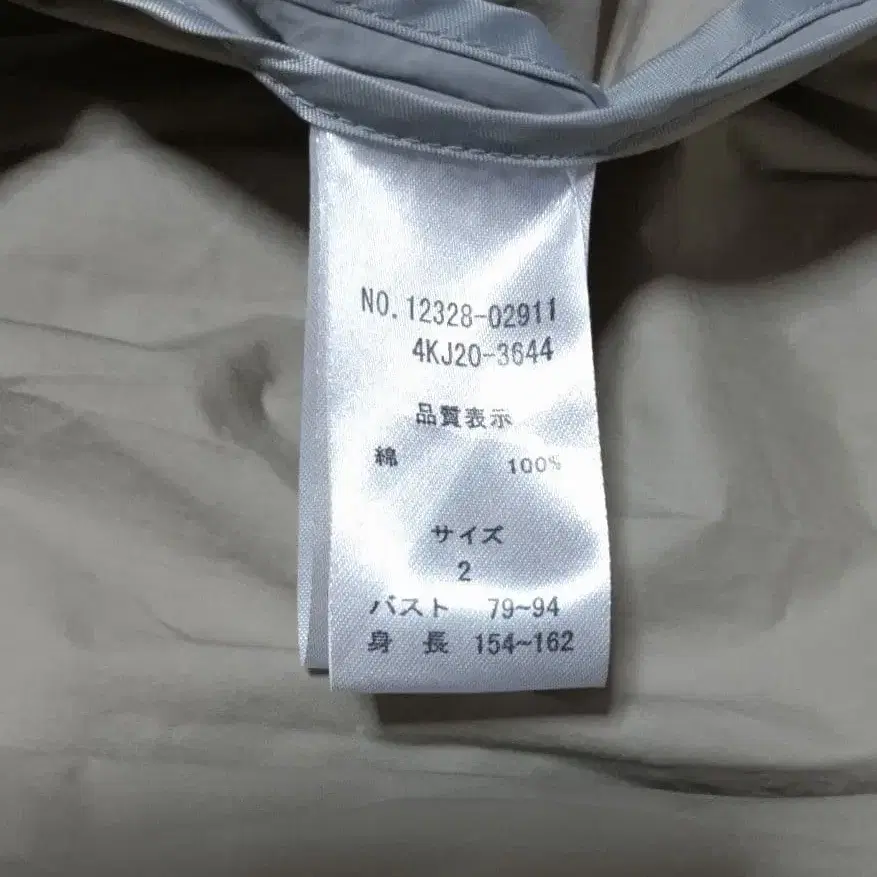 NO. 12328-02911
4KJ20-3644
品質表示
綿 100%
サイズ
2
バスト 79~94
身 長 154~162